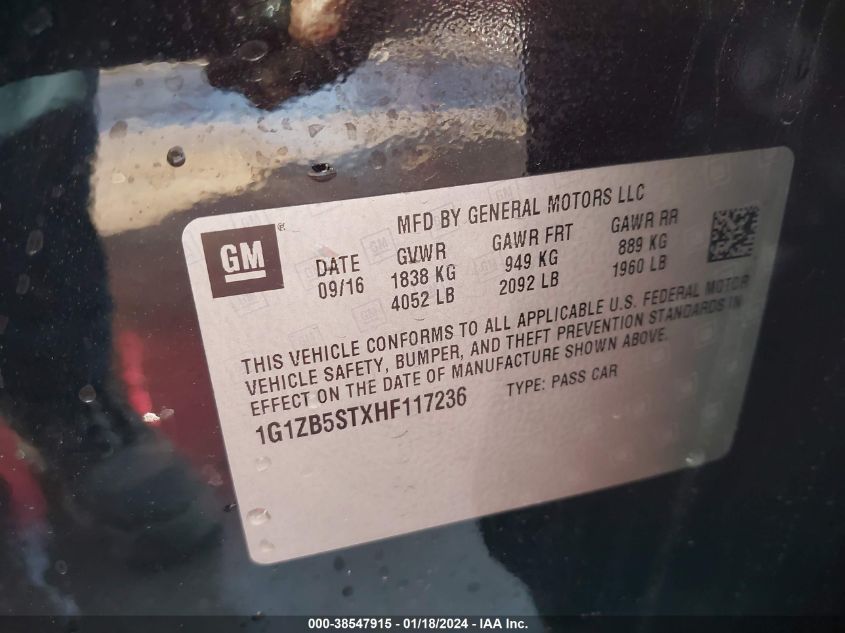 GM ®
MFD BY GENERAL MOTORS LLC
DATE GVWR GAWR FRT GAWR RR
09/16 1838 KG 949 KG 889 KG
4052 LB 2092 LB 1960 LB
THIS VEHICLE CONFORMS TO ALL APPLICABLE U.S. FEDERAL MOTOR
VEHICLE SAFETY, BUMPER, AND THEFT PREVENTION STANDARDS IN
EFFECT ON THE DATE OF MANUFACTURE SHOWN ABOVE.
1G1ZB5STXHF117236 TYPE: PASS CAR
000-38547915 - 01/18/2024 - IAA Inc.